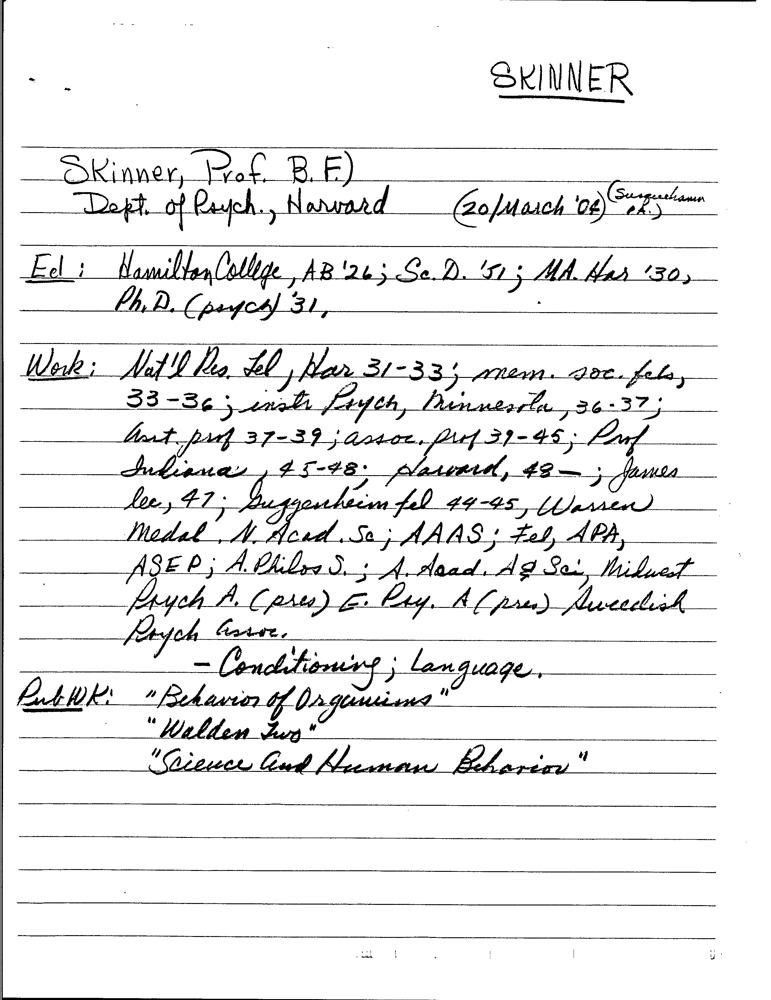 SKINNER
Skinner, Prof. B. F.)
Dept. of Psych., Harvard (20/March '04) (Susquehanna
Pa.)
Ed: Hamilton College, AB '26; Sc. D. '51; MA. Har '30,
Ph. D. (psych) '31,
Work: Nat'l Res. Fel, Har 31-33; mem. soc. fels,
33-36; instr Psych, Minnesota, 36-37;
asst. prof 37-39; assoc. prof 39-45; Prof
Indiana, 45-48; Harvard, 48-; James
lec, 47; Guggenheim fel 44-45, Warren
Medal. N. Acad. Sc; AAAS; Fel, APA,
ASEP; A. Philos S.; A. Acad. A & Sci, Midwest
Psych A. (pres) E. Psy. A (pres) Sweedish
Psych assoc.
- Conditioning; Language.
Pub WK: "Behavior of Organisms"
"Walden Two"
"Science and Human Behavior"